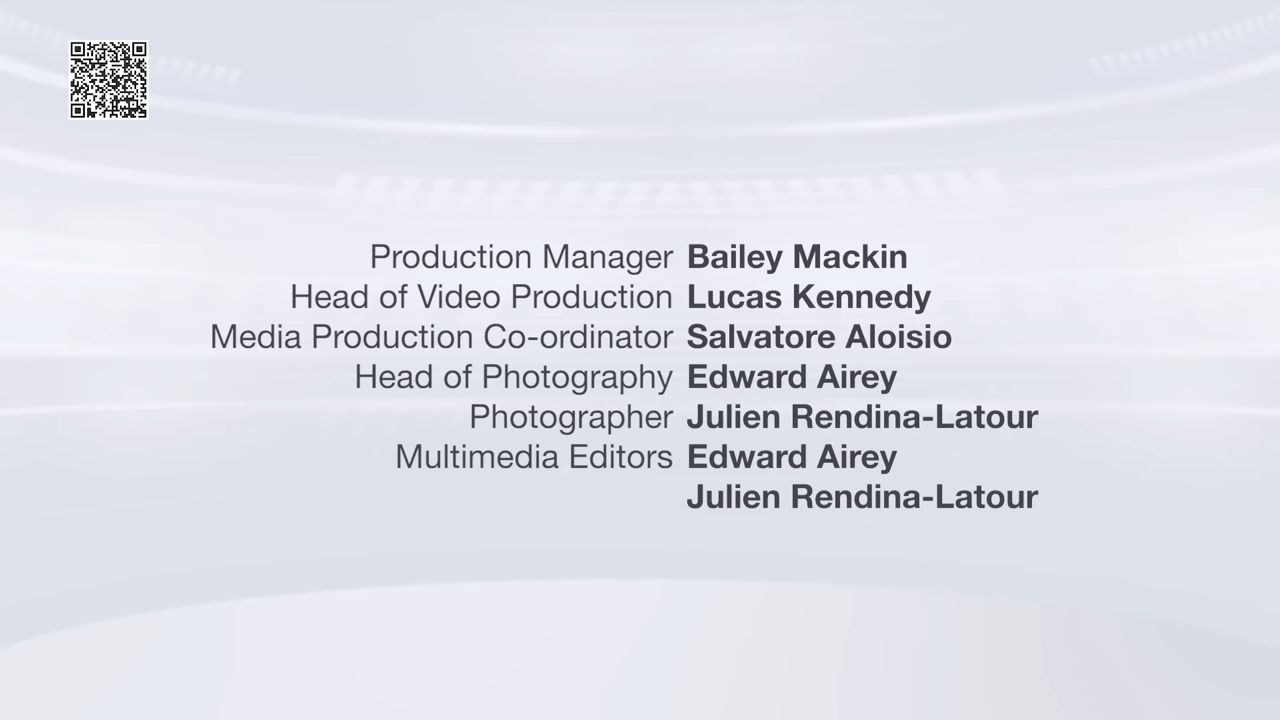 Production Manager Bailey Mackin
Head of Video Production Lucas Kennedy
Media Production Co-ordinator Salvatore Aloisio
Head of Photography Edward Airey
Photographer Julien Rendina-Latour
Multimedia Editors Edward Airey
Julien Rendina-Latour